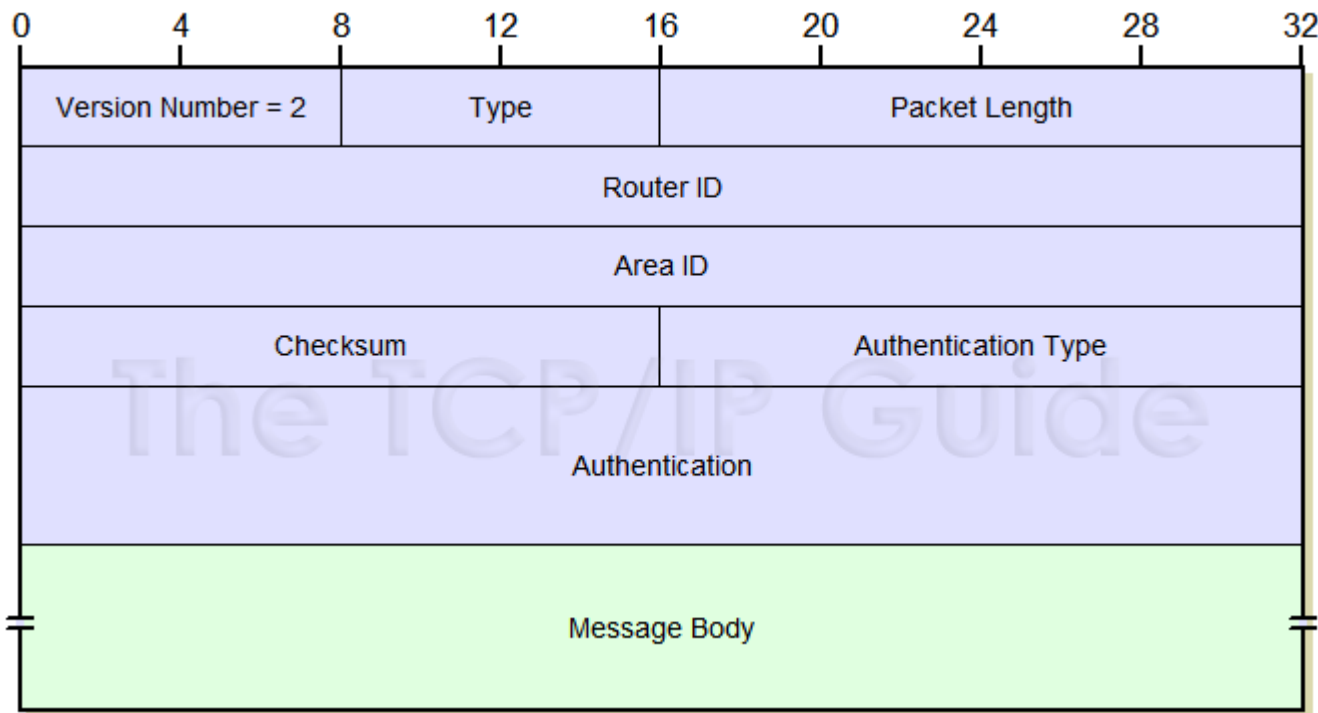 0 4 8 12 16 20 24 28 32
Version Number = 2 Type Packet Length
Router ID
Area ID
Checksum Authentication Type
The TCP/IP Guide
Authentication
Message Body